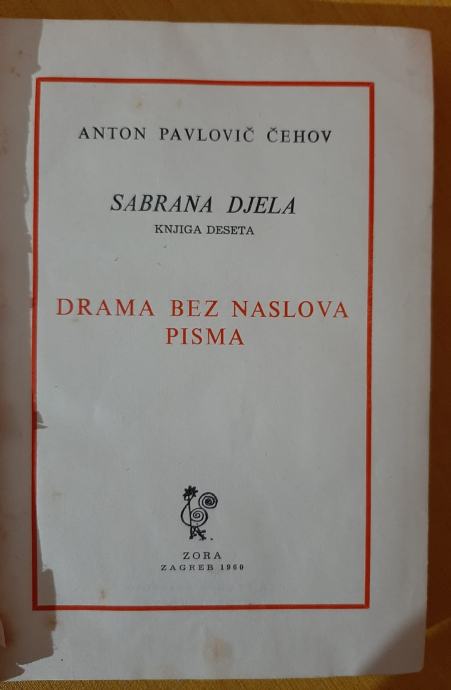 ANTON PAVLOVIČ ČEHOV
SABRANA DJELA
KNJIGA DESETA
DRAMA BEZ NASLOVA
PISMA
ZORA
ZAGREB 1960